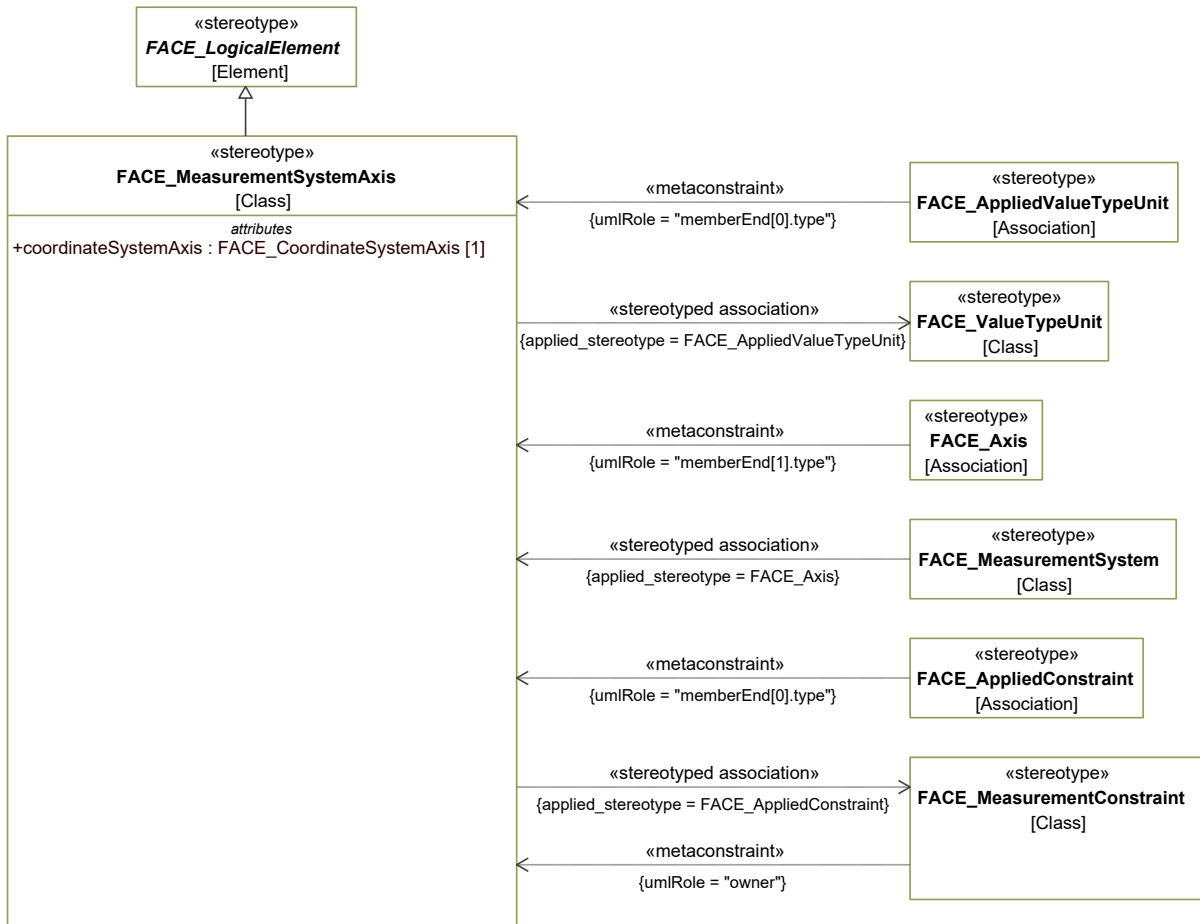 «stereotype»
FACE_LogicalElement
[Element]
«stereotype»
FACE_MeasurementSystemAxis
[Class]
attributes
+coordinateSystemAxis : FACE_CoordinateSystemAxis [1]
«metaconstraint»
{umlRole = "memberEnd[0].type"}
«stereotype»
FACE_AppliedValueTypeUnit
[Association]
«stereotyped association»
{applied_stereotype = FACE_AppliedValueTypeUnit}
«stereotype»
FACE_ValueTypeUnit
[Class]
«metaconstraint»
{umlRole = "memberEnd[1].type"}
«stereotype»
FACE_Axis
[Association]
«stereotyped association»
{applied_stereotype = FACE_Axis}
«stereotype»
FACE_MeasurementSystem
[Class]
«metaconstraint»
{umlRole = "memberEnd[0].type"}
«stereotype»
FACE_AppliedConstraint
[Association]
«stereotyped association»
{applied_stereotype = FACE_AppliedConstraint}
«stereotype»
FACE_MeasurementConstraint
[Class]
«metaconstraint»
{umlRole = "owner"}